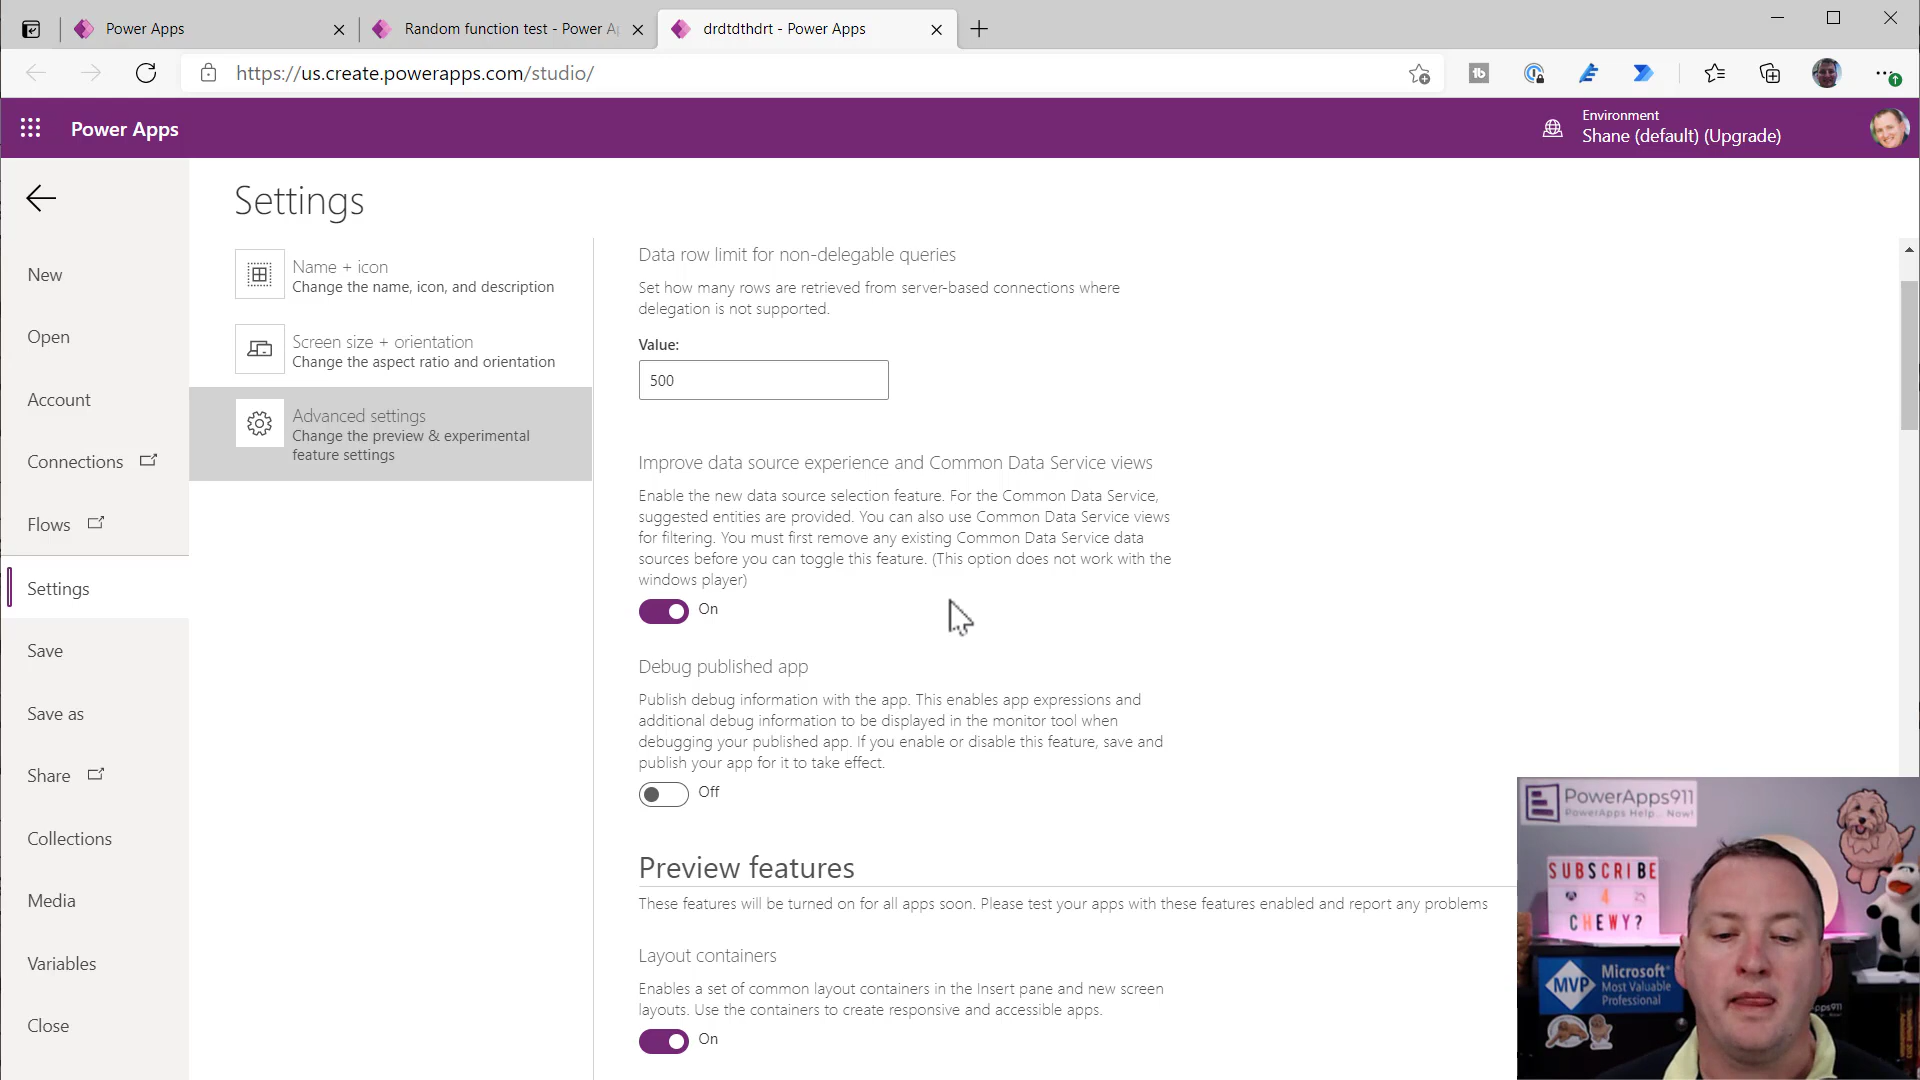 Power Apps
Random function test - Power Ap
drdtdthdrt - Power Apps
https://us.create.powerapps.com/studio/
Power Apps
Environment
Shane (default) (Upgrade)
Settings
New
Open
Account
Connections
Flows
Settings
Save
Save as
Share
Collections
Media
Variables
Close
Name + icon
Change the name, icon, and description
Screen size + orientation
Change the aspect ratio and orientation
Advanced settings
Change the preview & experimental
feature settings
Data row limit for non-delegable queries
Set how many rows are retrieved from server-based connections where
delegation is not supported.
Value:
500
Improve data source experience and Common Data Service views
Enable the new data source selection feature. For the Common Data Service,
suggested entities are provided. You can also use Common Data Service views
for filtering. You must first remove any existing Common Data Service data
sources before you can toggle this feature. (This option does not work with the
windows player)
On
Debug published app
Publish debug information with the app. This enables app expressions and
additional debug information to be displayed in the monitor tool when
debugging your published app. If you enable or disable this feature, save and
publish your app for it to take effect.
Off
Preview features
These features will be turned on for all apps soon. Please test your apps with these features enabled and report any problems
Layout containers
Enables a set of common layout containers in the Insert pane and new screen
layouts. Use the containers to create responsive and accessible apps.
On
PowerApps911
PowerApps Help... Now!
SUBSCRIBE
4
CHEWY?
MVP
Microsoft®
Most Valuable
Professional